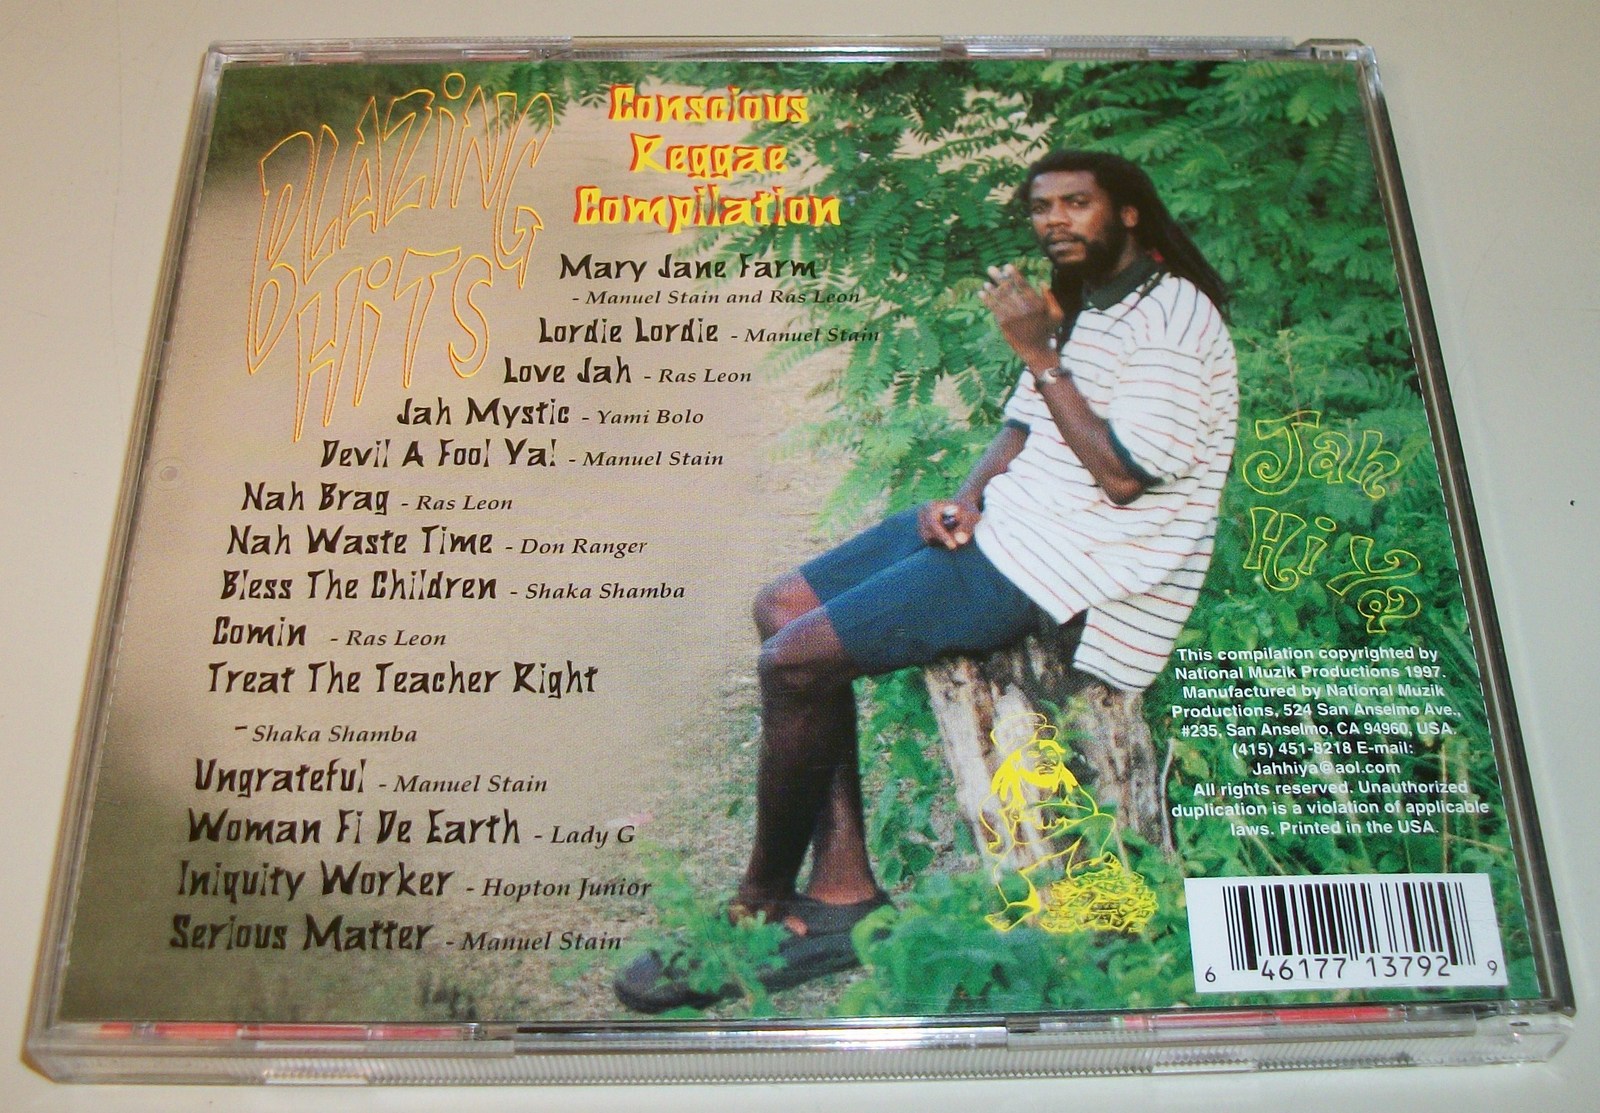 BLAZING
HITS
Conscious
Reggae
Compilation
Mary Jane Farm
- Manuel Stain and Ras Leon
Lordie Lordie - Manuel Stain
Love Jah - Ras Leon
Jah Mystic - Yami Bolo
Devil A Fool Ya! - Manuel Stain
Nah Brag - Ras Leon
Nah Waste Time - Don Ranger
Bless The Children - Shaka Shamba
Comin - Ras Leon
Treat The Teacher Right
- Shaka Shamba
Ungrateful - Manuel Stain
Woman Fi De Earth - Lady G
Iniquity Worker - Hopton Junior
Serious Matter - Manuel Stain
Jah
Hi Ya
This compilation copyrighted by
National Muzik Productions 1997.
Manufactured by National Muzik
Productions, 524 San Anselmo Ave.,
#235, San Anselmo, CA 94960, USA.
(415) 451-8218 E-mail:
Jahhiya@aol.com
All rights reserved. Unauthorized
duplication is a violation of applicable
laws. Printed in the USA.
6 46177 13792 9